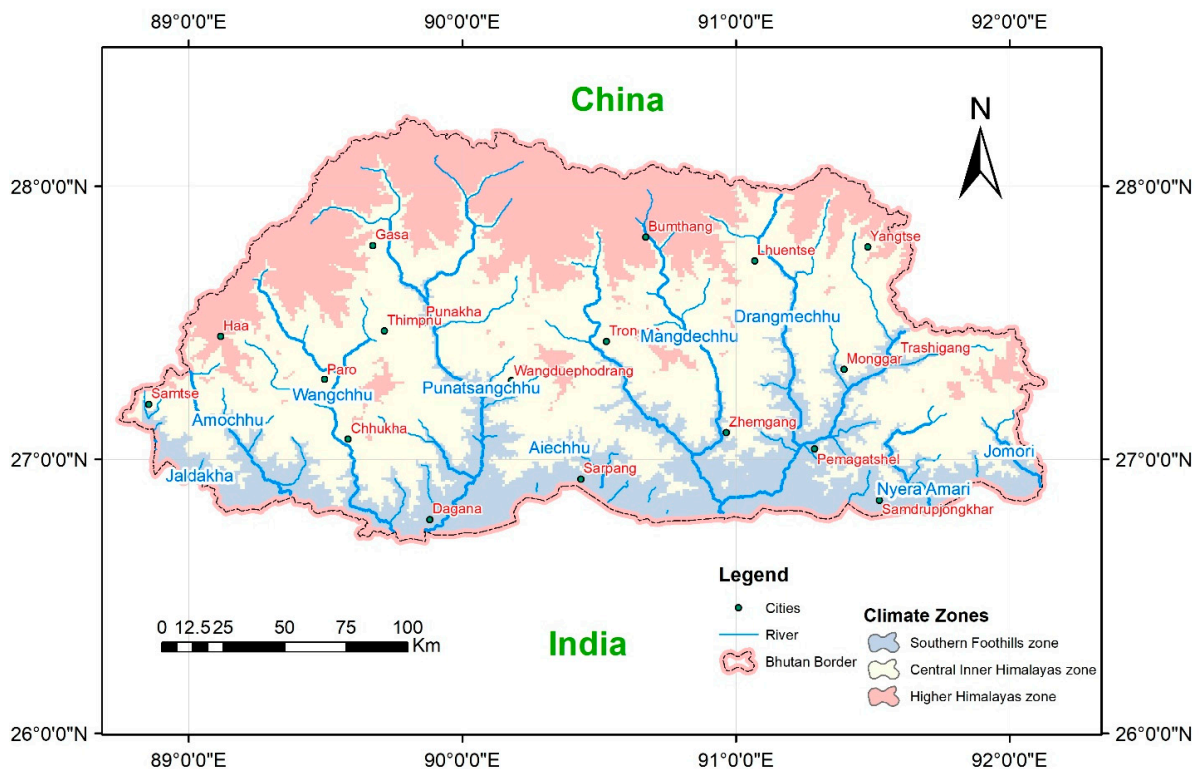 89°0'0"E 90°0'0"E 91°0'0"E 92°0'0"E
China
N
28°0'0"N 28°0'0"N
Gasa
Bumthang
Lhuentse
Yangtse
Haa
Thimphu
Punakha
Drangmechhu
Mangdechhu
Monggar
Trashigang
Paro
Wangchhu
Punatsangchhu
Wangduephodrang
Samtse
Amochhu
Chhukha
Zhemgang
Aiechhu
27°0'0"N 27°0'0"N
Jaldakha
Sarpang
Pemagatshel
Jomori
Nyera Amari
Dagana
Samdrupjongkhar
Legend
Cities
River
Bhutan Border
Climate Zones
Southern Foothills zone
Central Inner Himalayas zone
Higher Himalayas zone
0 12.5 25 50 75 100
Km
India
26°0'0"N 26°0'0"N
89°0'0"E 90°0'0"E 91°0'0"E 92°0'0"E